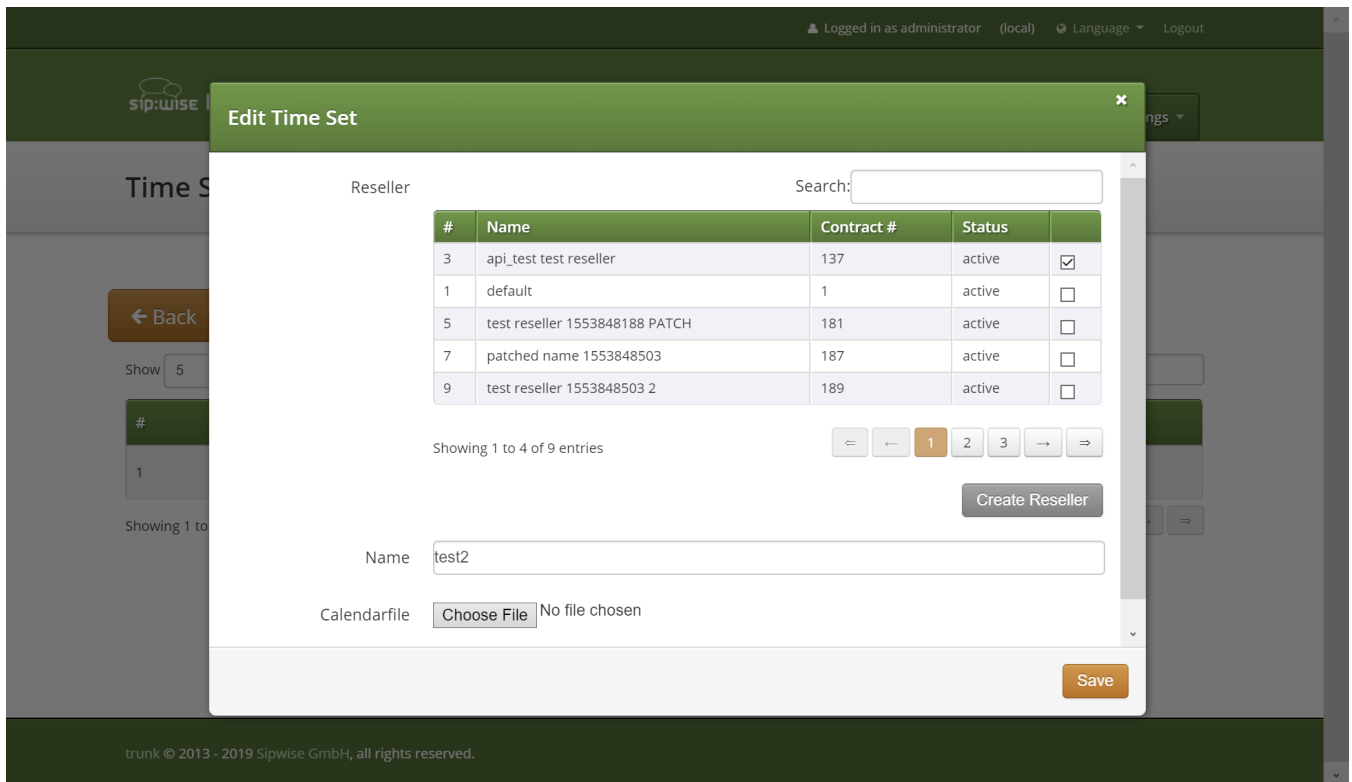 Logged in as administrator (local) Language Logout
sip:wise
ngs
Edit Time Set
Time S
Reseller
Search:
# Name Contract # Status
3 api_test test reseller 137 active
1 default 1 active
5 test reseller 1553848188 PATCH 181 active
7 patched name 1553848503 187 active
9 test reseller 1553848503 2 189 active
Back
Show 5
#
1
Showing 1 to
Showing 1 to 4 of 9 entries
⇐ ← 1 2 3 → ⇒
⇒
Create Reseller
Name test2
Calendarfile Choose File No file chosen
Save
trunk © 2013 - 2019 Sipwise GmbH, all rights reserved.